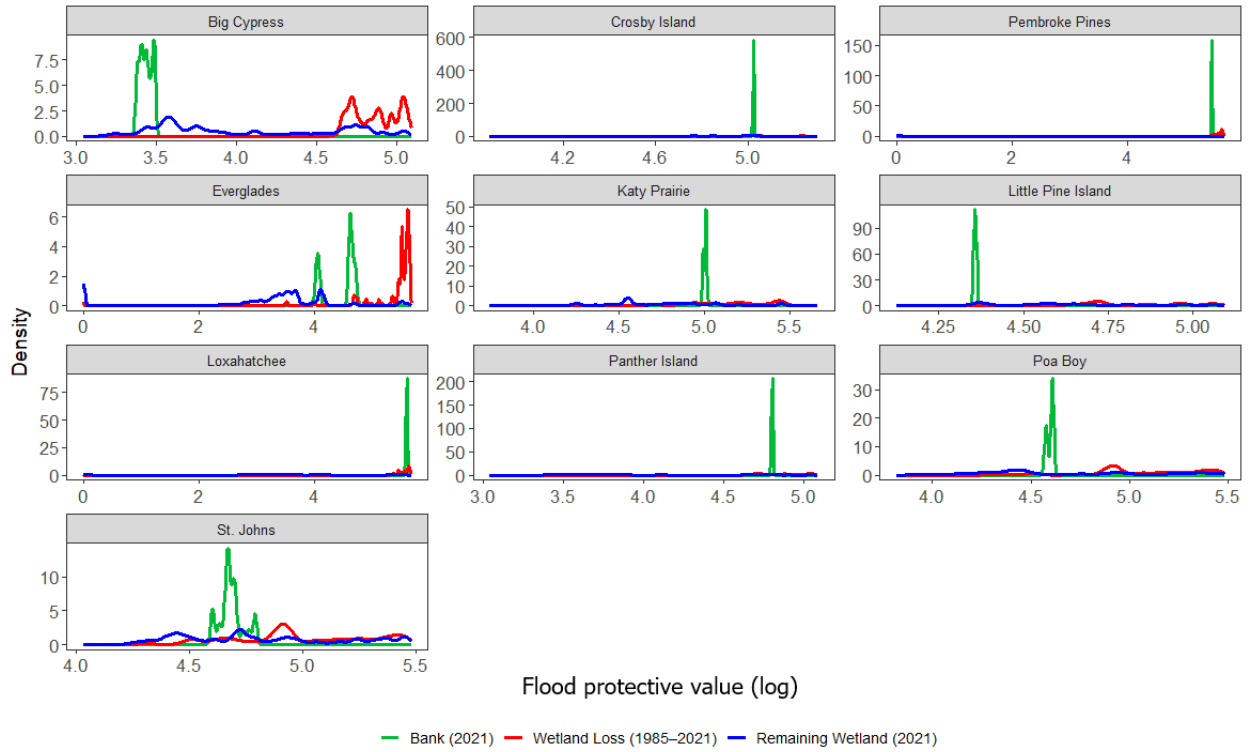 Big Cypress
Crosby Island
Pembroke Pines
7.5
5.0
2.5
0.0
3.0 3.5 4.0 4.5 5.0
600
400
200
0
4.2 4.6 5.0
150
100
50
0
0 2 4
Everglades
Katy Prairie
Little Pine Island
6
4
2
0
0 2 4
50
40
30
20
10
0
4.0 4.5 5.0 5.5
90
60
30
0
4.25 4.50 4.75 5.00
Density
Loxahatchee
Panther Island
Poa Boy
75
50
25
0
0 2 4
200
150
100
50
0
3.0 3.5 4.0 4.5 5.0
30
20
10
0
4.0 4.5 5.0 5.5
St. Johns
10
5
0
4.0 4.5 5.0 5.5
Flood protective value (log)
Bank (2021) Wetland Loss (1985–2021) Remaining Wetland (2021)